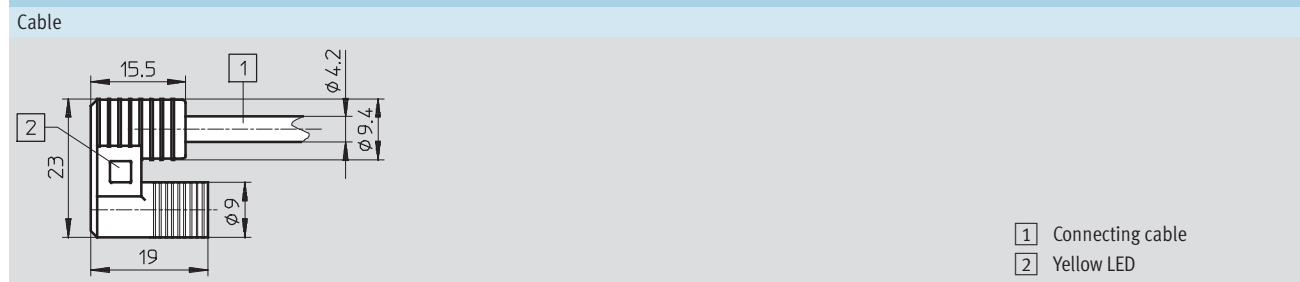 Cable
15.5
1
⌀4.2
⌀9.4
2
23
⌀9
19
1 Connecting cable
2 Yellow LED